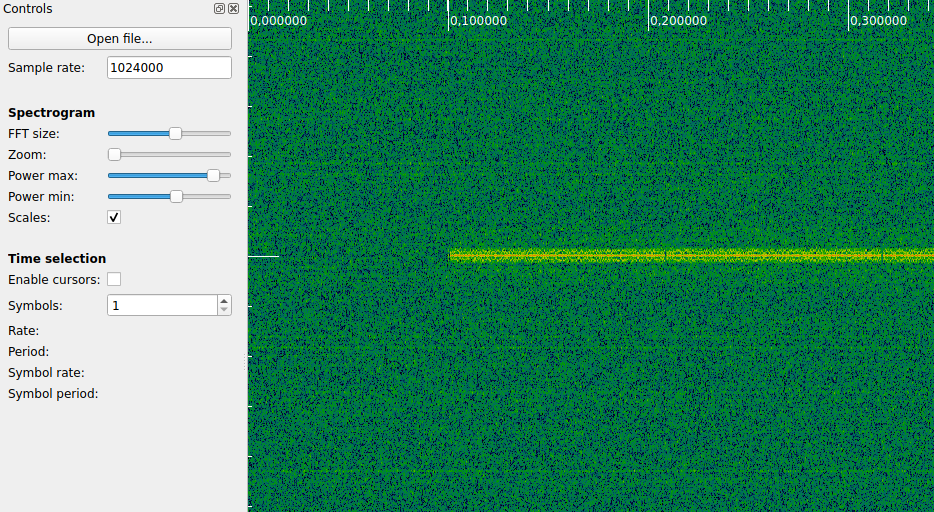 Controls
Open file...
Sample rate: 1024000
Spectrogram
FFT size:
Zoom:
Power max:
Power min:
Scales:
Time selection
Enable cursors:
Symbols: 1
Rate:
Period:
Symbol rate:
Symbol period:
0,000000 0,100000 0,200000 0,300000